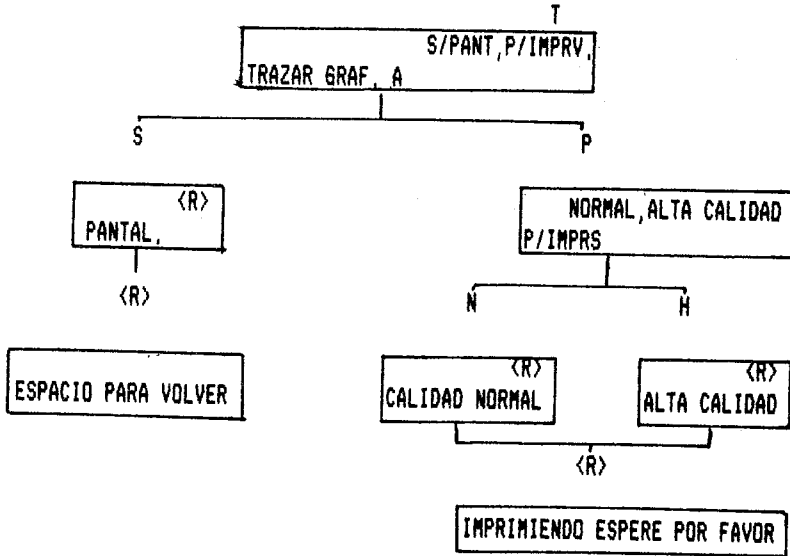 T
S/PANT,P/IMPRV.
TRAZAR GRAF, A
S
P
<R>
PANTAL,
NORMAL,ALTA CALIDAD
P/IMPRS
<R>
N
H
ESPACIO PARA VOLVER
<R>
CALIDAD NORMAL
<R>
ALTA CALIDAD
<R>
IMPRIMIENDO ESPERE POR FAVOR